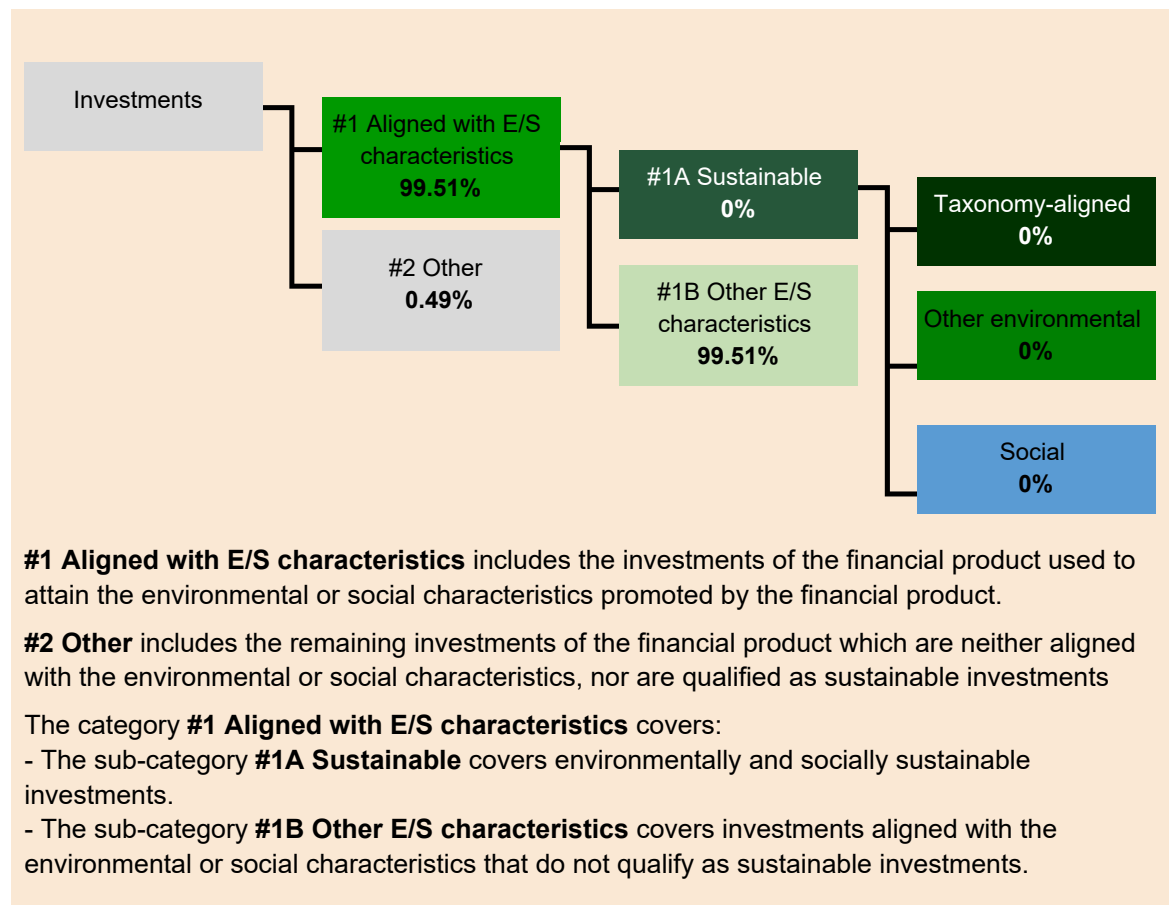 Investments
#1 Aligned with E/S
characteristics
99.51%
#2 Other
0.49%
#1A Sustainable
0%
#1B Other E/S
characteristics
99.51%
Taxonomy-aligned
0%
Other environmental
0%
Social
0%
#1 Aligned with E/S characteristics includes the investments of the financial product used to
attain the environmental or social characteristics promoted by the financial product.
#2 Other includes the remaining investments of the financial product which are neither aligned
with the environmental or social characteristics, nor are qualified as sustainable investments
The category #1 Aligned with E/S characteristics covers:
- The sub-category #1A Sustainable covers environmentally and socially sustainable
investments.
- The sub-category #1B Other E/S characteristics covers investments aligned with the
environmental or social characteristics that do not qualify as sustainable investments.